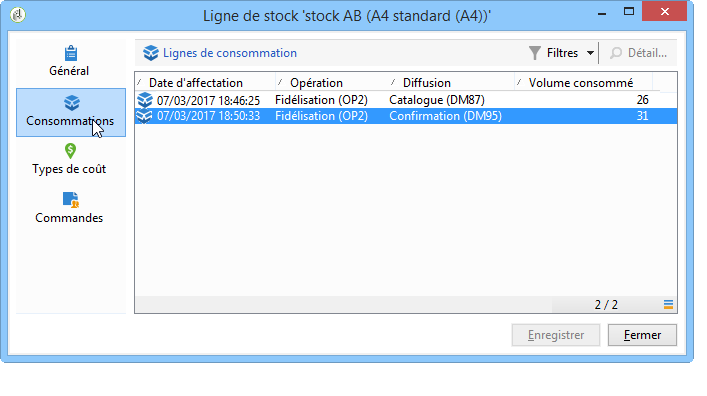 Ligne de stock 'stock AB (A4 standard (A4))'
Général
Consommations
Types de coût
Commandes
Lignes de consommation Filtres Détail...
Date d'affectation Opération Diffusion Volume consommé
07/03/2017 18:46:25 Fidélisation (OP2) Catalogue (DM87) 26
07/03/2017 18:50:33 Fidélisation (OP2) Confirmation (DM95) 31
2 / 2
Enregistrer Fermer